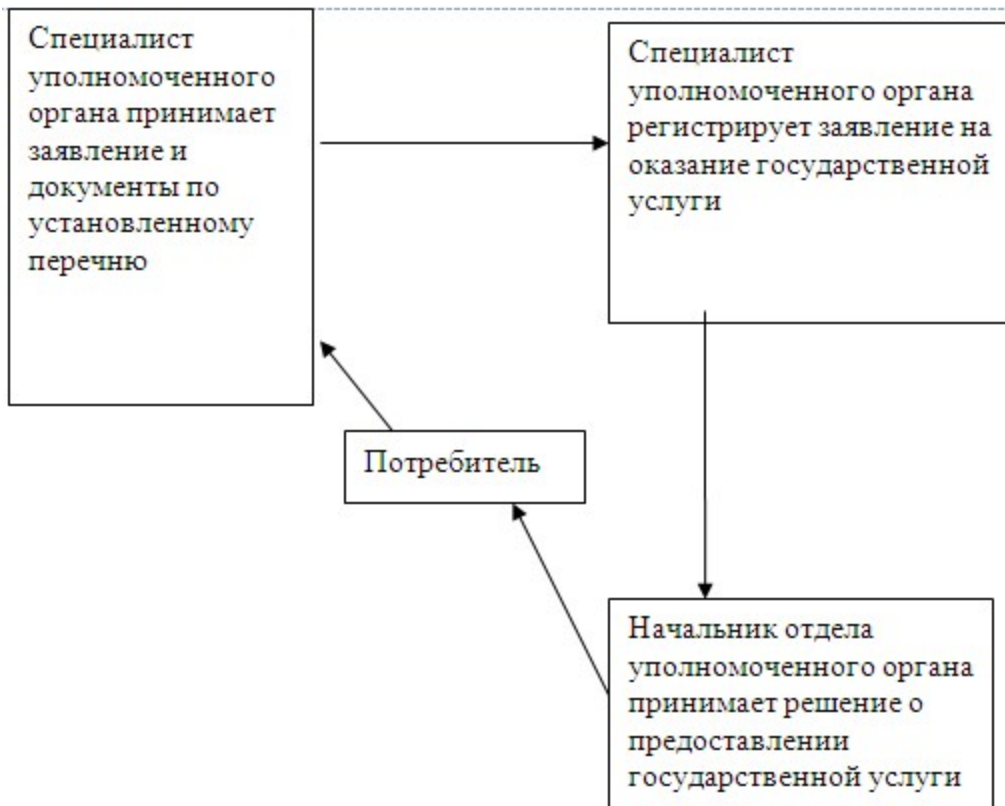 Специалист
уполномоченного
органа принимает
заявление и
документы по
установленному
перечню
Специалист
уполномоченного органа
регистрирует заявление на
оказание государственной
услуги
Потребитель
Начальник отдела
уполномоченного органа
принимает решение о
предоставлении
государственной услуги